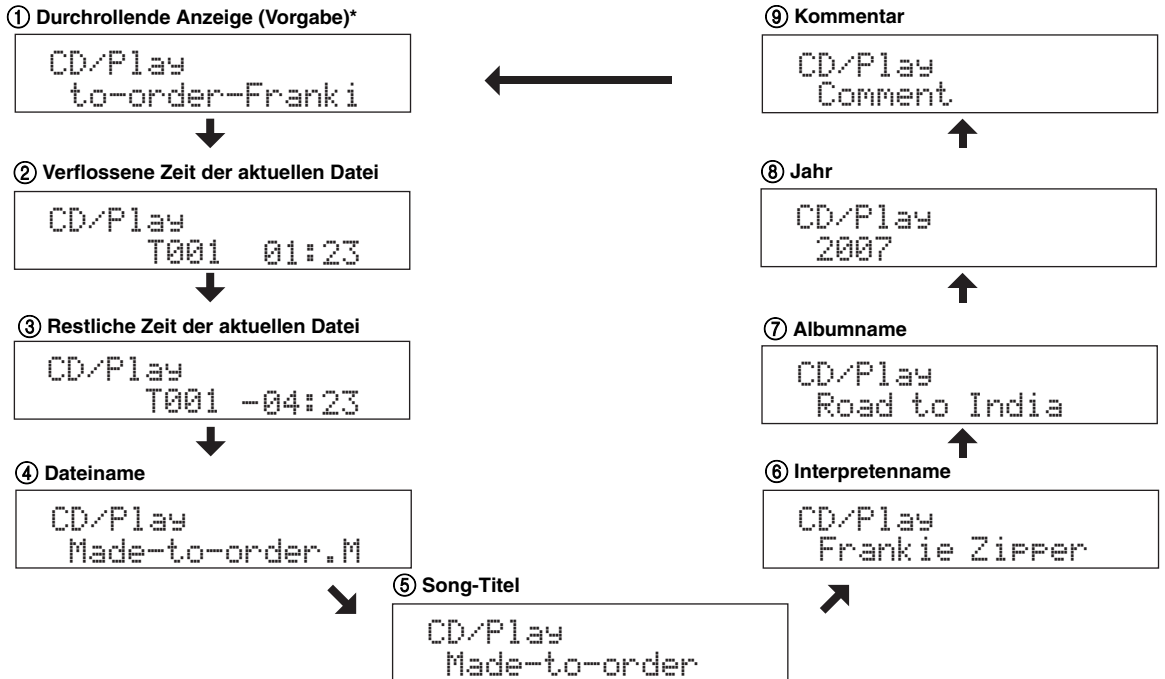 ① Durchrollende Anzeige (Vorgabe)*
CD/Play
to-order-Franki
② Verflossene Zeit der aktuellen Datei
CD/Play
T001 01:23
③ Restliche Zeit der aktuellen Datei
CD/Play
T001 -04:23
④ Dateiname
CD/Play
Made-to-order.M
⑤ Song-Titel
CD/Play
Made-to-order
⑥ Interpretenname
CD/Play
Frankie Zipper
⑦ Albumname
CD/Play
Road to India
⑧ Jahr
CD/Play
2007
⑨ Kommentar
CD/Play
Comment